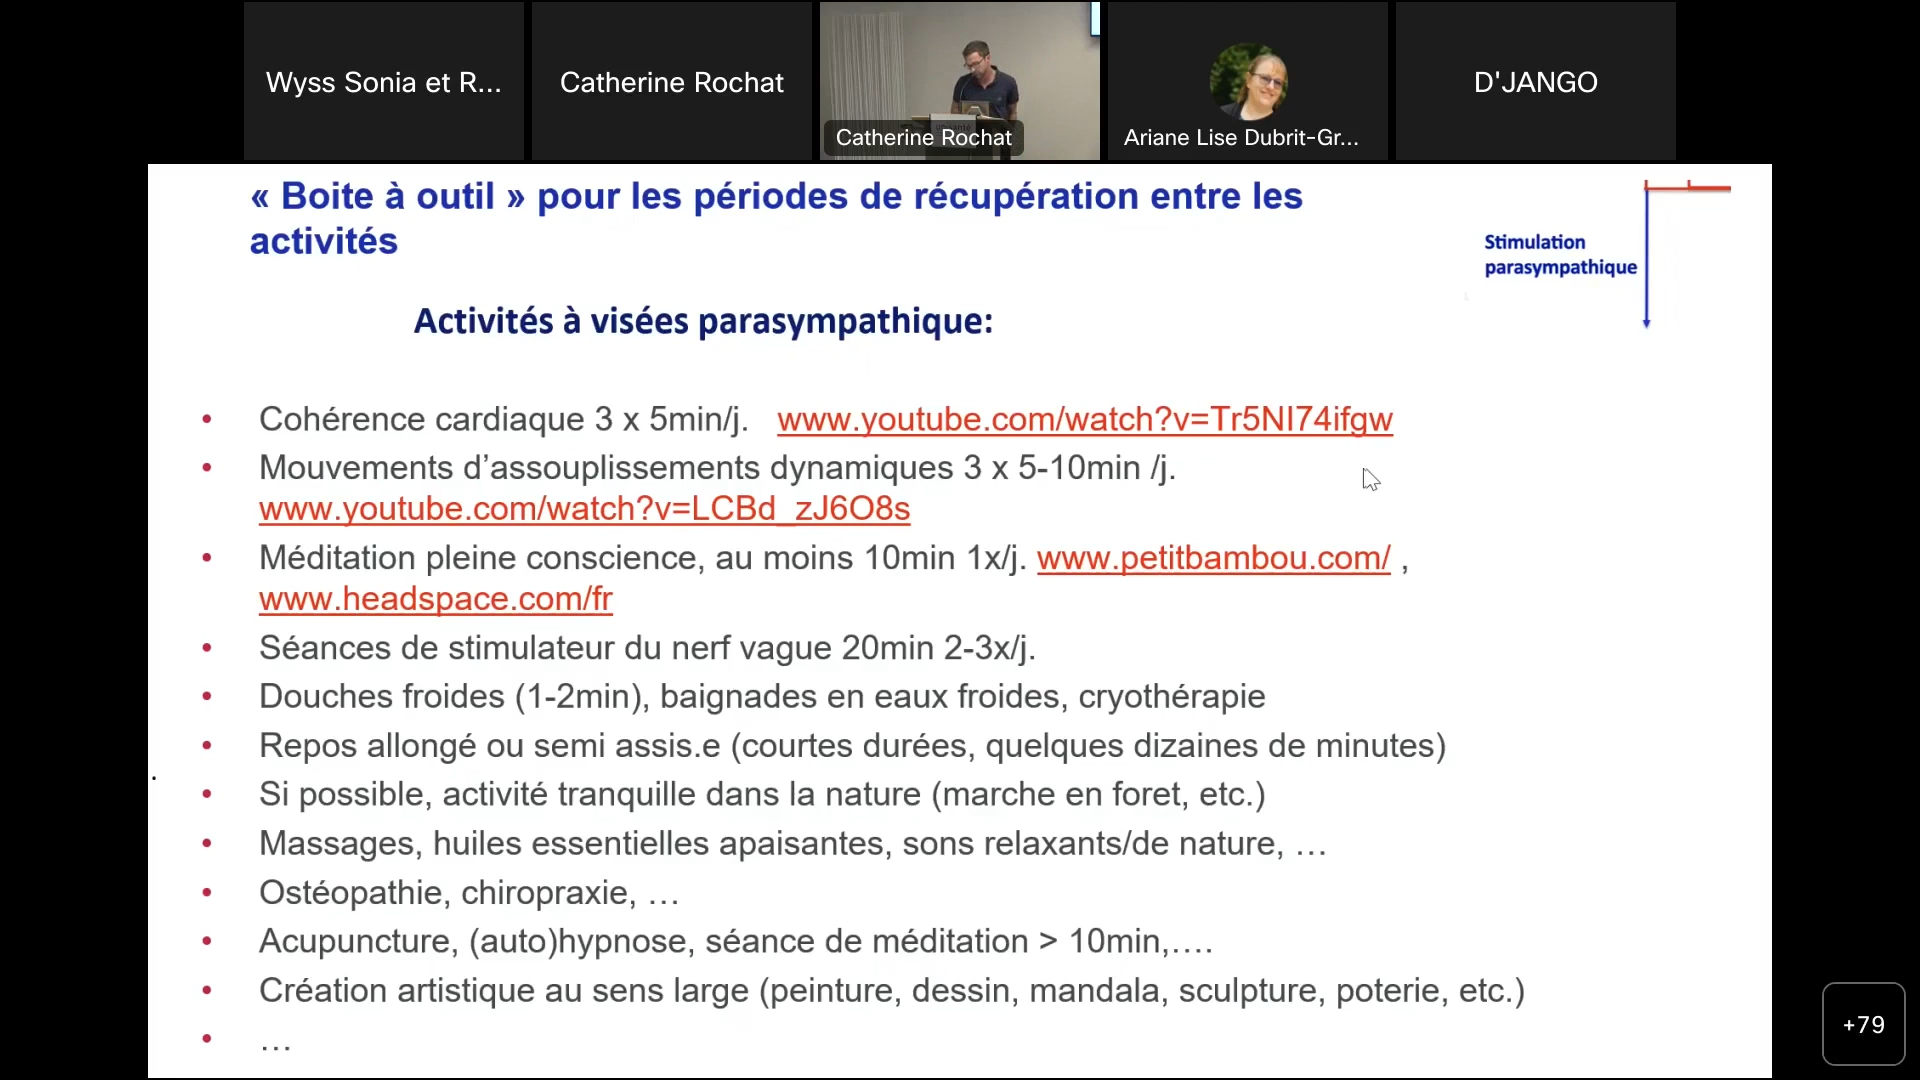 Wyss Sonia et R...
Catherine Rochat
Catherine Rochat
Ariane Lise Dubrit-Gr...
D'JANGO
« Boite à outil » pour les périodes de récupération entre les
activités
Stimulation
parasympathique
Activités à visées parasympathique:
• Cohérence cardiaque 3 x 5min/j. www.youtube.com/watch?v=Tr5NI74ifgw
• Mouvements d’assouplissements dynamiques 3 x 5-10min /j.
www.youtube.com/watch?v=LCBd_zJ6O8s
• Méditation pleine conscience, au moins 10min 1x/j. www.petitbambou.com/ ,
www.headspace.com/fr
• Séances de stimulateur du nerf vague 20min 2-3x/j.
• Douches froides (1-2min), baignades en eaux froides, cryothérapie
• Repos allongé ou semi assis.e (courtes durées, quelques dizaines de minutes)
• Si possible, activité tranquille dans la nature (marche en foret, etc.)
• Massages, huiles essentielles apaisantes, sons relaxants/de nature, …
• Ostéopathie, chiropraxie, …
• Acupuncture, (auto)hypnose, séance de méditation > 10min,….
• Création artistique au sens large (peinture, dessin, mandala, sculpture, poterie, etc.)
• …
+79